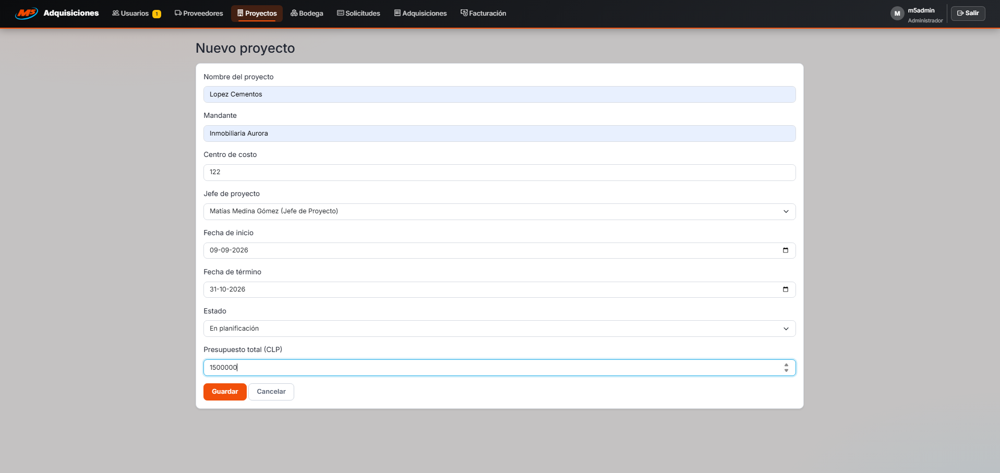 M5 Adquisiciones Usuarios 1 Proveedores Proyectos Bodega Solicitudes Adquisiciones Facturación M m5admin Salir
Administrador
Nuevo proyecto
Nombre del proyecto
Lopez Cementos
Mandante
Inmobiliaria Aurora
Centro de costo
122
Jefe de proyecto
Matías Medina Gómez (Jefe de Proyecto)
Fecha de inicio
09-09-2026
Fecha de término
31-10-2026
Estado
En planificación
Presupuesto total (CLP)
1500000
Guardar Cancelar